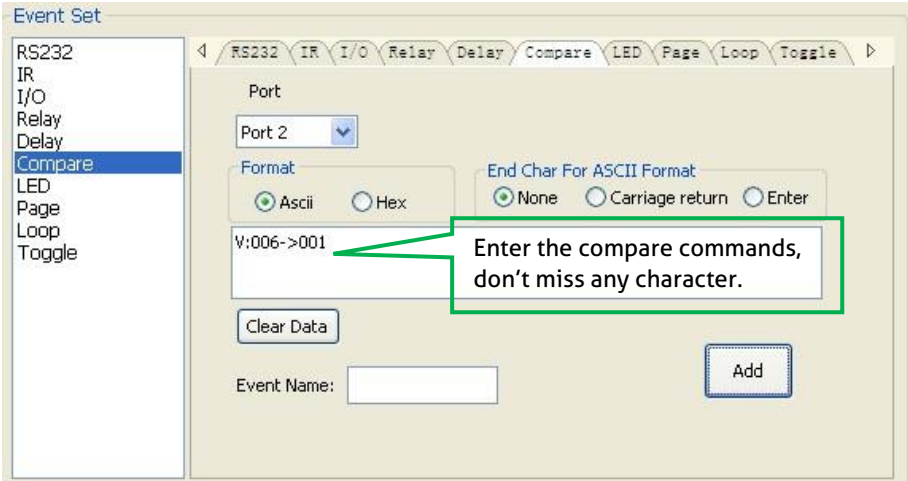 Event Set
RS232
IR
I/O
Relay
Delay
Compare
LED
Page
Loop
Toggle
RS232 IR I/O Relay Delay Compare LED Page Loop Toggle
Port
Port 2
Format
Ascii Hex
End Char For ASCII Format
None Carriage return Enter
V:006->001
Enter the compare commands,
don’t miss any character.
Clear Data
Event Name:
Add